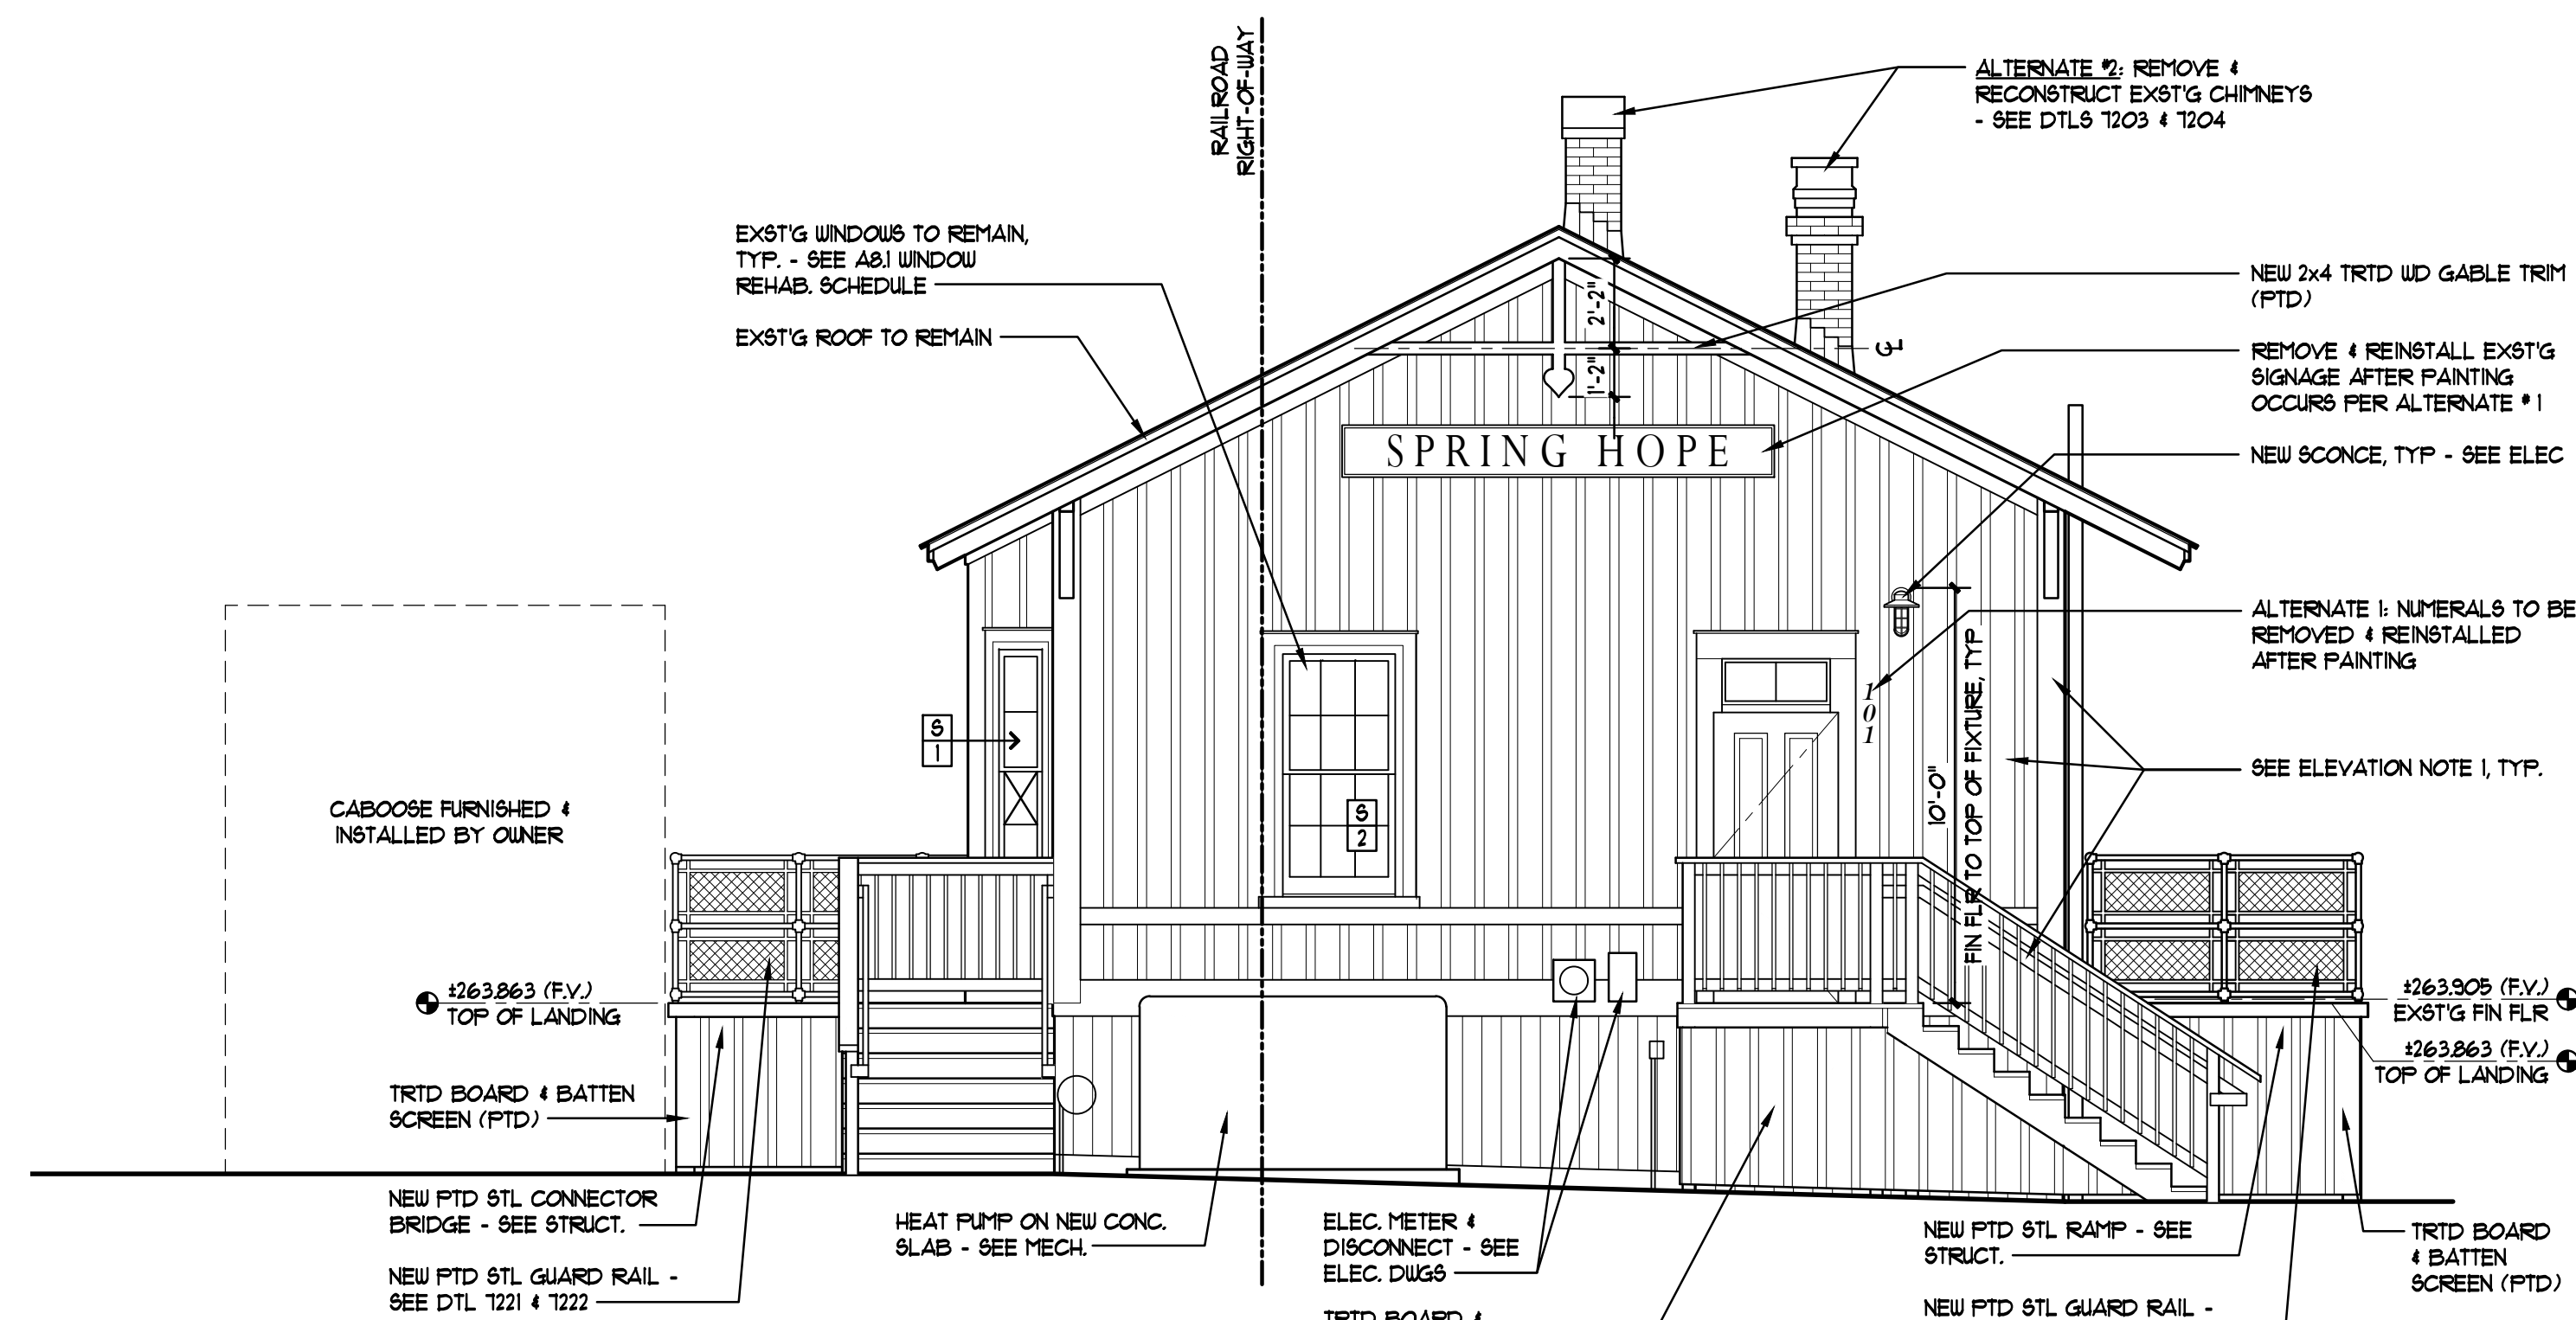 RAILROAD
RIGHT-OF-WAY
ALTERNATE #2: REMOVE &
RECONSTRUCT EXST'G CHIMNEYS
- SEE DTLS 7203 & 7204
EXST'G WINDOWS TO REMAIN,
TYP. - SEE A8.1 WINDOW
REHAB. SCHEDULE
EXST'G ROOF TO REMAIN
NEW 2x4 TRTD WD GABLE TRIM
(PTD)
2'-2"
1'-2"
CL
REMOVE & REINSTALL EXST'G
SIGNAGE AFTER PAINTING
OCCURS PER ALTERNATE #1
SPRING HOPE
NEW SCONCE, TYP - SEE ELEC
ALTERNATE 1: NUMERALS TO BE
REMOVED & REINSTALLED
AFTER PAINTING
1
0
1
10'-0"
FIN FLR TO TOP OF FIXTURE, TYP
S
1
S
2
SEE ELEVATION NOTE 1, TYP.
CABOOSE FURNISHED &
INSTALLED BY OWNER
±263.863 (F.V.)
TOP OF LANDING
±263.905 (F.V.)
EXST'G FIN FLR
±263.863 (F.V.)
TOP OF LANDING
TRTD BOARD & BATTEN
SCREEN (PTD)
NEW PTD STL CONNECTOR
BRIDGE - SEE STRUCT.
NEW PTD STL GUARD RAIL -
SEE DTL 7221 & 7222
HEAT PUMP ON NEW CONC.
SLAB - SEE MECH.
ELEC. METER &
DISCONNECT - SEE
ELEC. DWGS
TRTD BOARD &
NEW PTD STL RAMP - SEE
STRUCT.
NEW PTD STL GUARD RAIL -
TRTD BOARD
& BATTEN
SCREEN (PTD)